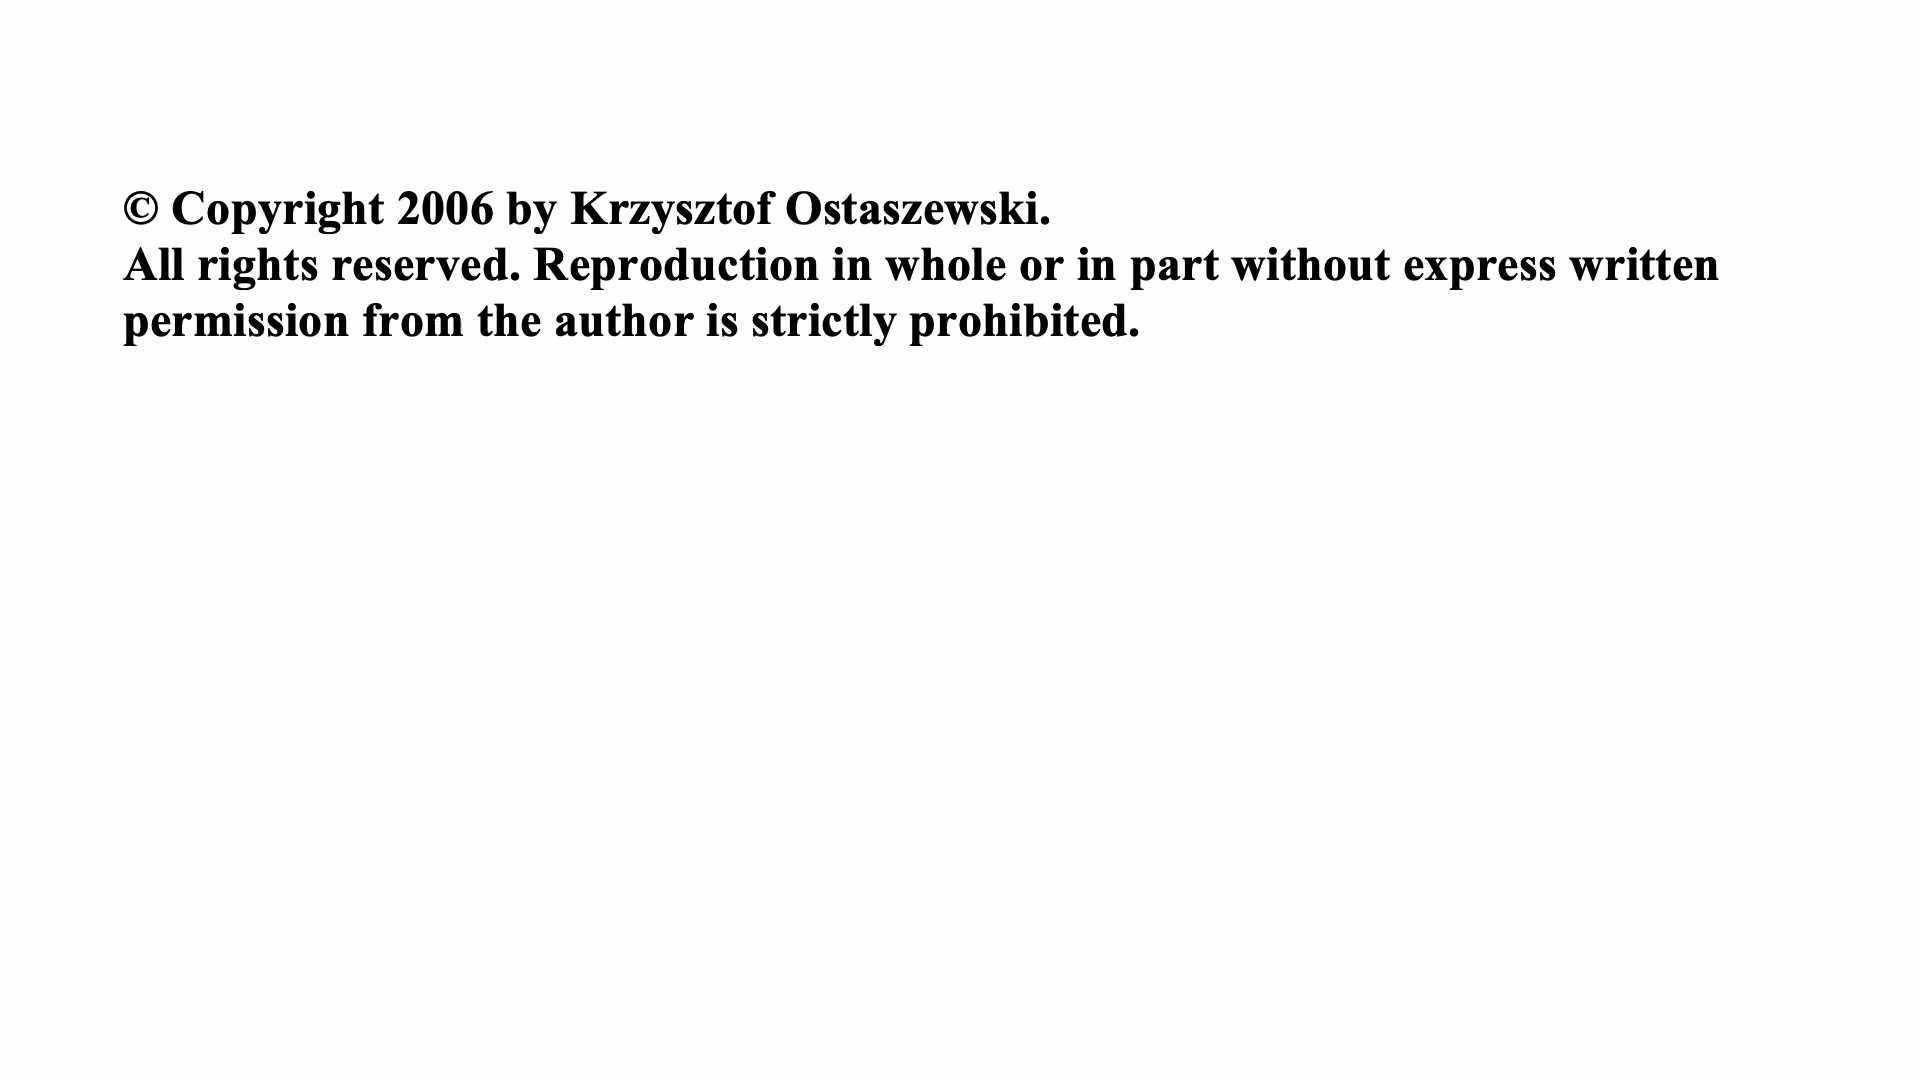 © Copyright 2006 by Krzysztof Ostaszewski.
All rights reserved. Reproduction in whole or in part without express written
permission from the author is strictly prohibited.